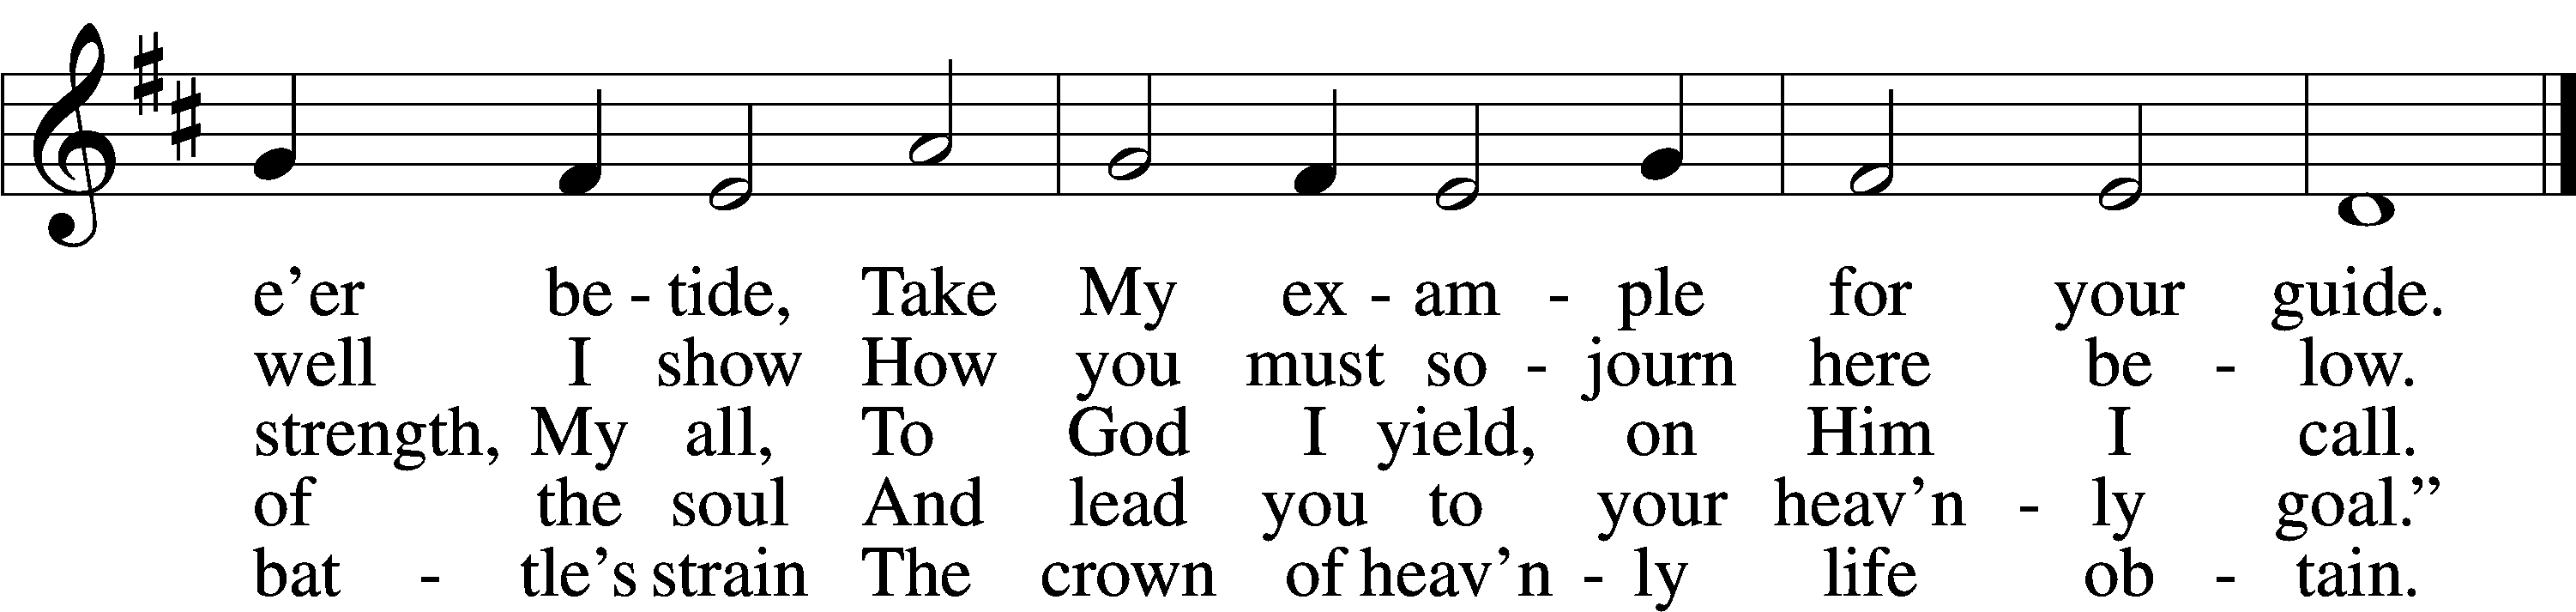 e’er be - tide, Take My ex - am - ple for your guide.
well I show How you must so - journ here be - low.
strength, My all, To God I yield, on Him I call.
of the soul And lead you to your heav’n - ly goal.”
bat - tle’s strain The crown of heav’n - ly life ob - tain.